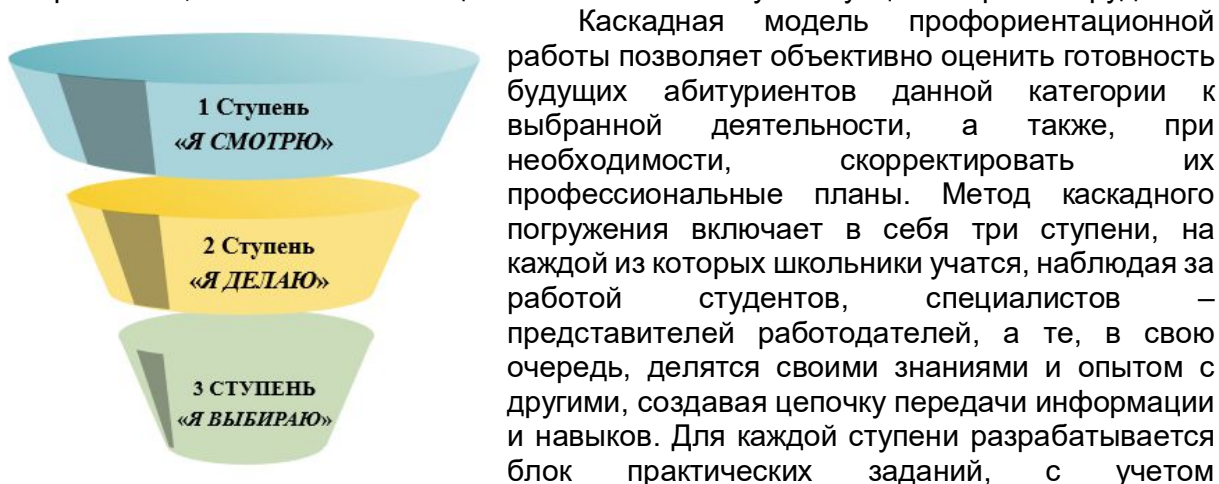 1 Ступень
«Я СМОТРЮ»
2 Ступень
«Я ДЕЛАЮ»
3 СТУПЕНЬ
«Я ВЫБИРАЮ»
Каскадная модель профориентационной
работы позволяет объективно оценить готовность
будущих абитуриентов данной категории к
выбранной деятельности, а также, при
необходимости, скорректировать их
профессиональные планы. Метод каскадного
погружения включает в себя три ступени, на
каждой из которых школьники учатся, наблюдая за
работой студентов, специалистов –
представителей работодателей, а те, в свою
очередь, делятся своими знаниями и опытом с
другими, создавая цепочку передачи информации
и навыков. Для каждой ступени разрабатывается
блок практических заданий, с учетом